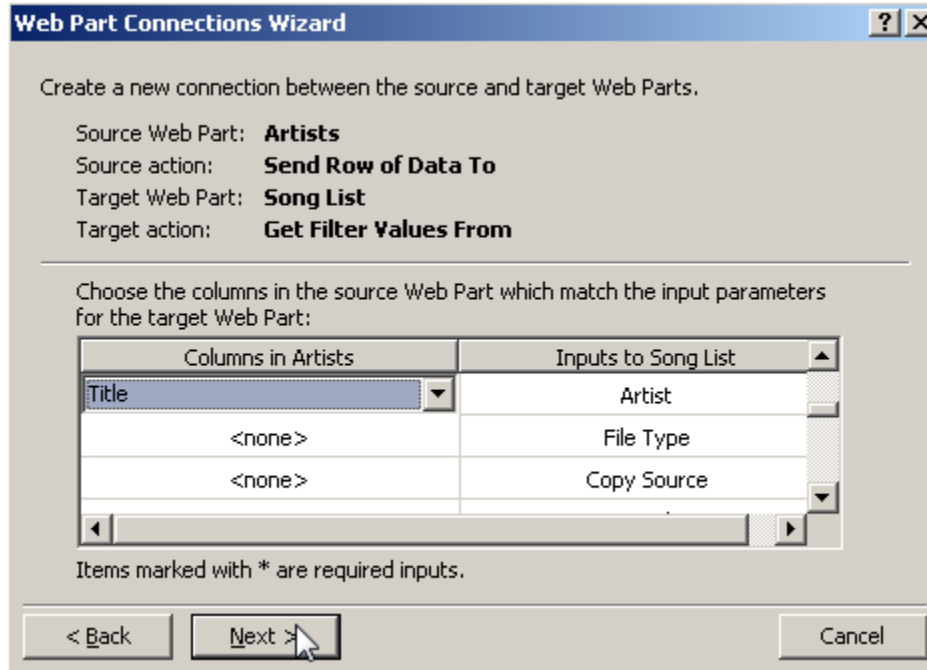 Web Part Connections Wizard
Create a new connection between the source and target Web Parts.
Source Web Part: Artists
Source action: Send Row of Data To
Target Web Part: Song List
Target action: Get Filter Values From
Choose the columns in the source Web Part which match the input parameters
for the target Web Part:
Columns in Artists Inputs to Song List
Title Artist
<none> File Type
<none> Copy Source
Items marked with * are required inputs.
< Back Next > Cancel